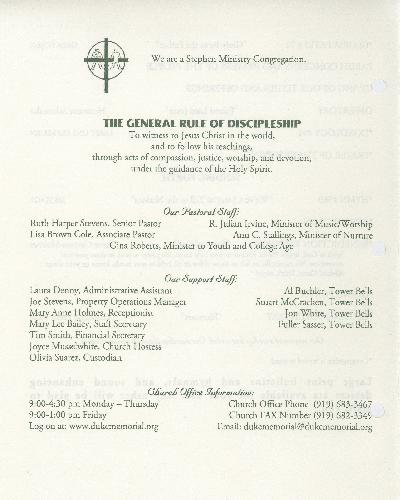 We are a Stephen Ministry Congregation.
THE GENERAL RULE OF DISCIPLESHIP
To witness to Jesus Christ in the world,
and to follow his teachings,
through acts of compassion, justice, worship, and devotion,
under the guidance of the Holy Spirit.
Our Pastoral Staff:
Ruth Harper Stevens, Senior Pastor R. Julian Irvine, Minister of Music/Worship
Lisa Brown Cole, Associate Pastor Ann C. Stallings, Minister of Nurture
Gina Roberts, Minister to Youth and College Age
Our Support Staff:
Laura Denny, Administrative Assistant Al Buehler, Tower Bells
Joe Stevens, Property Operations Manager Stuart McCracken, Tower Bells
Mary Anne Holmes, Receptionist Jon White, Tower Bells
Mary Lee Bailey, Staff Secretary Fuller Sasser, Tower Bells
Tim Smith, Financial Secretary
Joyce Musselwhite, Church Hostess
Olivia Suarez, Custodian
Church Office Information:
9:00-4:30 pm Monday – Thursday Church Office Phone (919) 683-3467
9:00-1:00 pm Friday Church FAX Number (919) 682-3349
Log on at: www.dukememorial.org Email: dukememorial@dukememorial.org